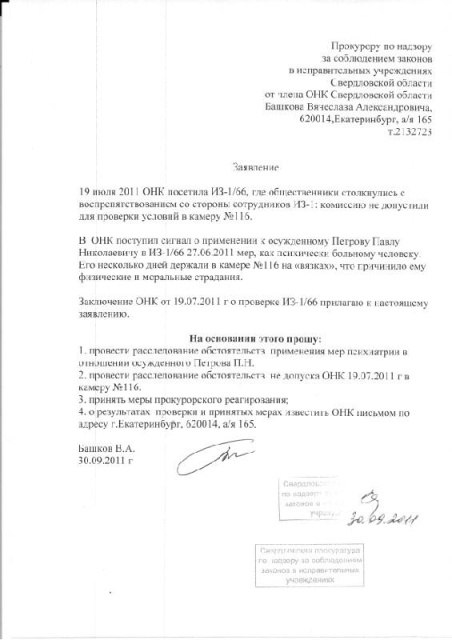 Прокурору по надзору
за соблюдением законов
в исправительных учреждениях
Свердловской области
от члена ОНК Свердловской области
Башкова Вячеслава Александровича,
620014,Екатеринбург, а/я 165
т.2132723
Заявление
19 июля 2011 ОНК посетила ИЗ-1/66, где общественники столкнулись с
воспрепятствованием со стороны сотрудников ИЗ-1: комиссию не допустили
для проверки условий в камеру №116.
В ОНК поступил сигнал о применении к осужденному Петрову Павлу
Николаевичу в ИЗ-1/66 27.06.2011 мер, как психически больному человеку.
Его несколько дней держали в камере №116 на «вязках», что причинило ему
физические и моральные страдания.
Заключение ОНК от 19.07.2011 г о проверке ИЗ-1/66 прилагаю к настоящему
заявлению.
На основании этого прошу:
1. провести расследование обстоятельств применения мер психиатрии в
отношении осужденного Петрова П.Н.
2. провести расследование обстоятельств не допуска ОНК 19.07.2011 г в
камеру №116.
3. принять меры прокурорского реагирования;
4. о результатах проверки и принятых мерах известить ОНК письмом по
адресу г.Екатеринбург, 620014, а/я 165.
Башков В.А.
30.09.2011 г
по надзору
законов в
30.09.2011
Свердловская прокуратура
по надзору за соблюдением
законов в исправительных
учреждениях